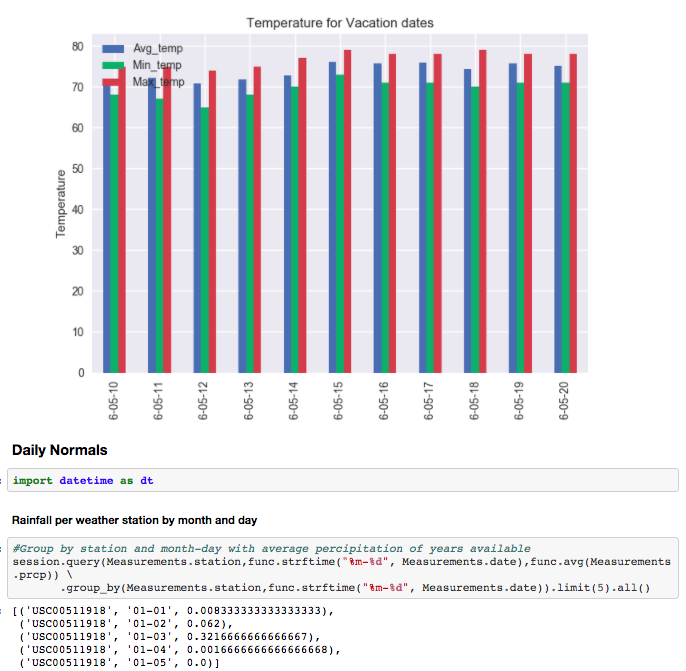 Temperature for Vacation dates
80
70
60
50
40
30
20
10
0
Temperature
Avg_temp
Min_temp
Max_temp
6-05-10
6-05-11
6-05-12
6-05-13
6-05-14
6-05-15
6-05-16
6-05-17
6-05-18
6-05-19
6-05-20
Daily Normals
: import datetime as dt
Rainfall per weather station by month and day
: #Group by station and month-day with average percipitation of years available
session.query(Measurements.station,func.strftime("%m-%d", Measurements.date),func.avg(Measurements
.prcp)) \
.group_by(Measurements.station,func.strftime("%m-%d", Measurements.date)).limit(5).all()
: [('USC00511918', '01-01', 0.008333333333333333),
('USC00511918', '01-02', 0.062),
('USC00511918', '01-03', 0.3216666666666667),
('USC00511918', '01-04', 0.0016666666666666668),
('USC00511918', '01-05', 0.0)]